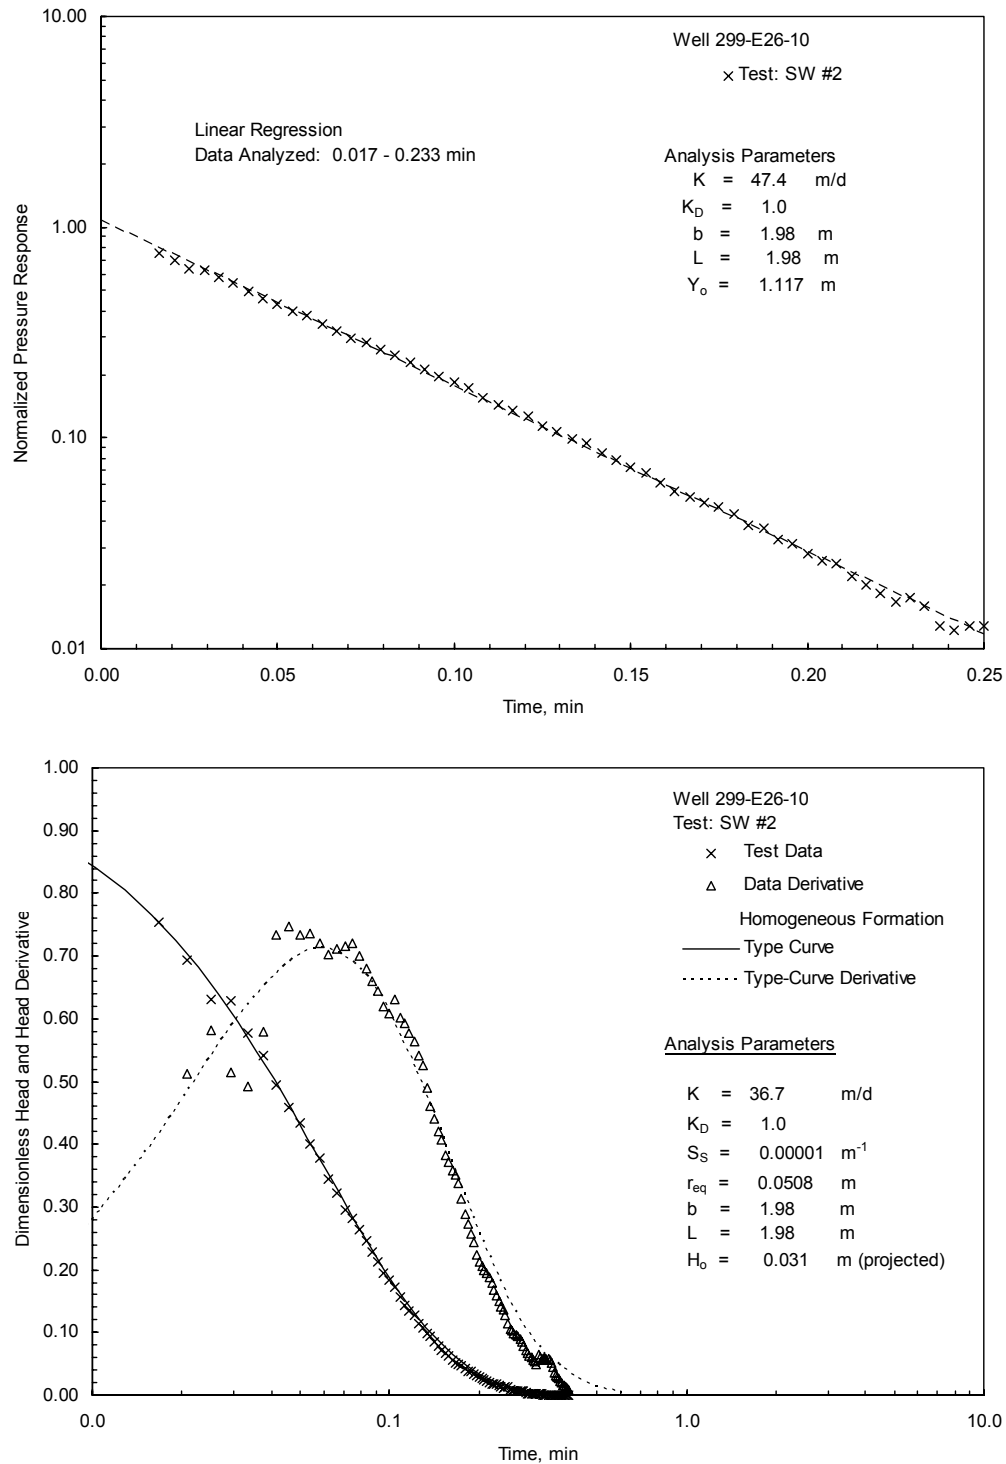 10.00
1.00
0.10
0.01
Normalized Pressure Response
Well 299-E26-10
× Test: SW #2
Linear Regression
Data Analyzed: 0.017 - 0.233 min
Analysis Parameters
K = 47.4 m/d
K_D = 1.0
b = 1.98 m
L = 1.98 m
Y_o = 1.117 m
0.00 0.05 0.10 0.15 0.20 0.25
Time, min
1.00
0.90
0.80
0.70
0.60
0.50
0.40
0.30
0.20
0.10
0.00
Dimensionless Head and Head Derivative
Well 299-E26-10
Test: SW #2
× Test Data
△ Data Derivative
Homogeneous Formation
Type Curve
Type-Curve Derivative
Analysis Parameters
K = 36.7 m/d
K_D = 1.0
S_S = 0.00001 m⁻¹
r_eq = 0.0508 m
b = 1.98 m
L = 1.98 m
H_o = 0.031 m (projected)
0.0 0.1 1.0 10.0
Time, min